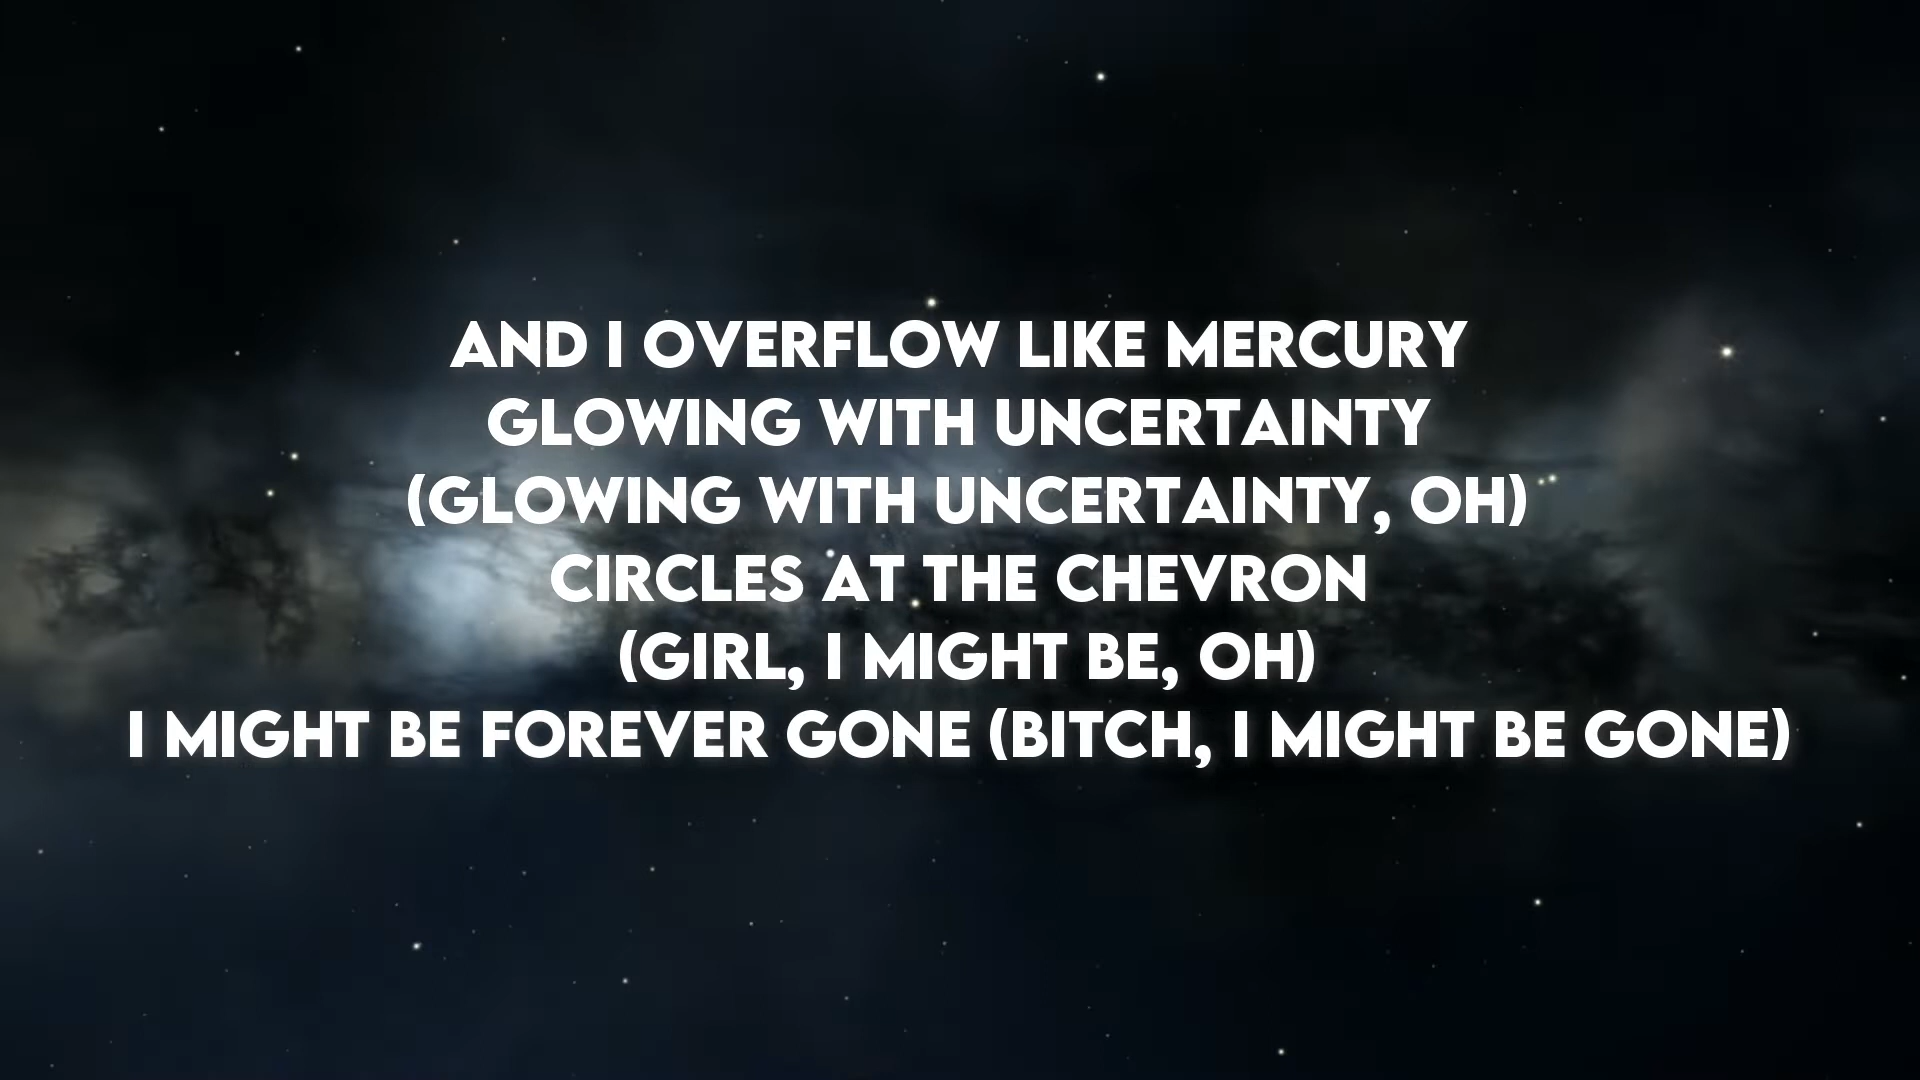 AND I OVERFLOW LIKE MERCURY
GLOWING WITH UNCERTAINTY
(GLOWING WITH UNCERTAINTY, OH)
CIRCLES AT THE CHEVRON
(GIRL, I MIGHT BE, OH)
I MIGHT BE FOREVER GONE (BITCH, I MIGHT BE GONE)